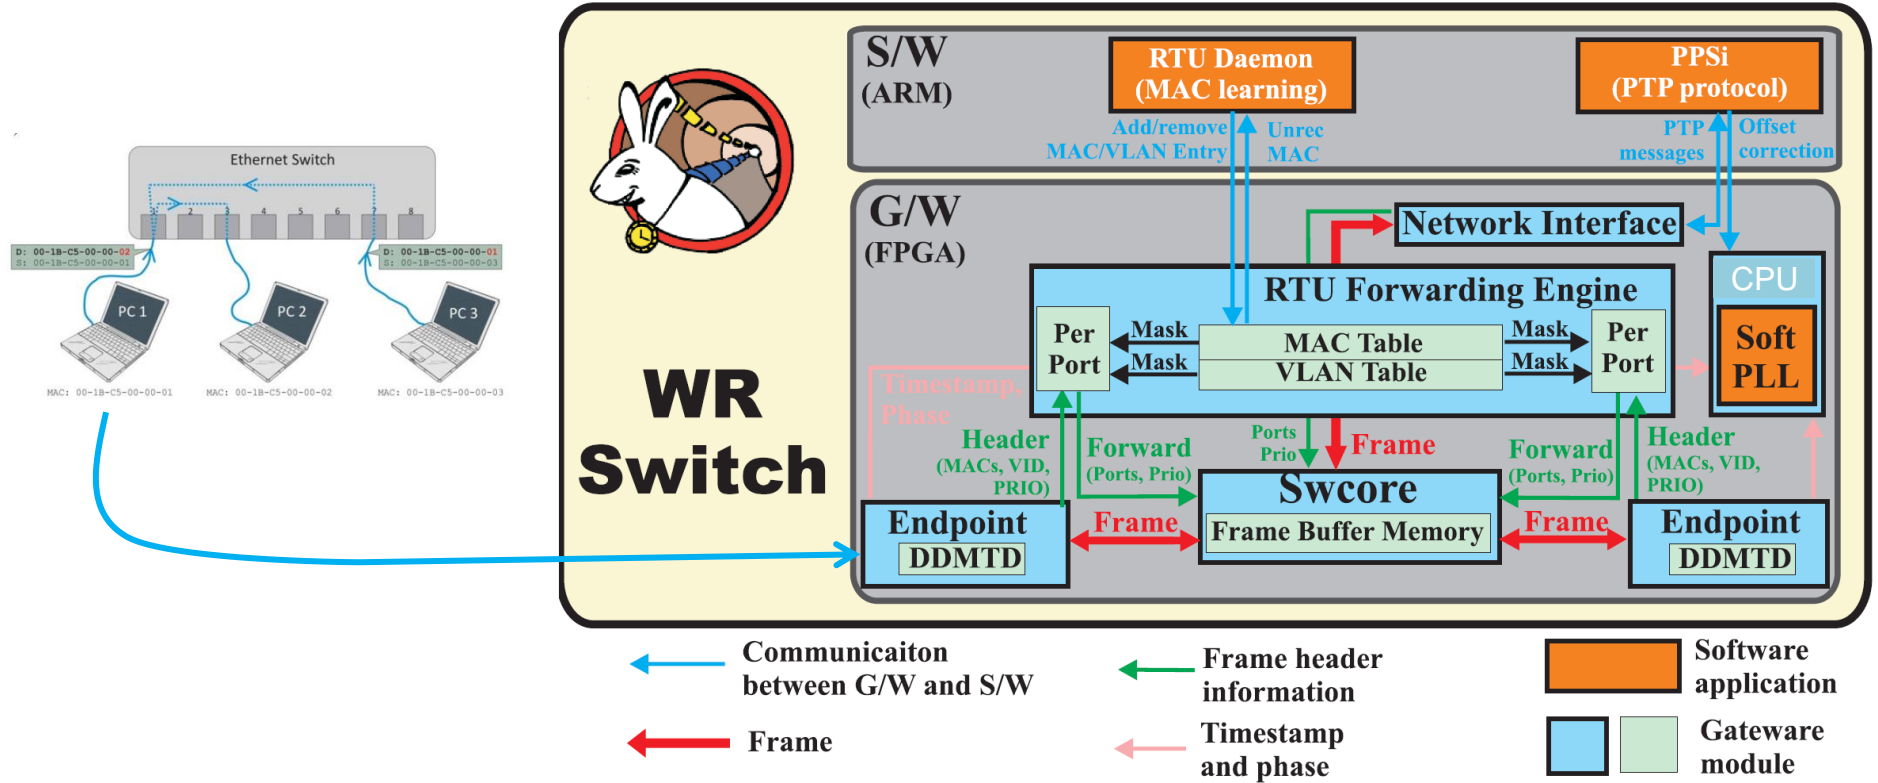 Ethernet Switch
1 2 3 4 5 6 7 8
D: 00-1B-C5-00-00-02
S: 00-1B-C5-00-00-01
D: 00-1B-C5-00-00-01
S: 00-1B-C5-00-00-03
PC 1
PC 2
PC 3
MAC: 00-1B-C5-00-00-01
MAC: 00-1B-C5-00-00-02
MAC: 00-1B-C5-00-00-03
WR
Switch
S/W
(ARM)
RTU Daemon
(MAC learning)
PPSi
(PTP protocol)
Add/remove
MAC/VLAN Entry
Unrec
MAC
PTP
messages
Offset
correction
G/W
(FPGA)
Network Interface
RTU Forwarding Engine
CPU
Soft
PLL
Per
Port
Mask
Mask
MAC Table
VLAN Table
Mask
Mask
Per
Port
Timestamp,
Phase
Header
(MACs, VID,
PRIO)
Forward
(Ports, Prio)
Ports
Prio
Frame
Forward
(Ports, Prio)
Header
(MACs, VID,
PRIO)
Swcore
Frame Buffer Memory
Endpoint
DDMTD
Frame
Frame
Endpoint
DDMTD
Communicaiton
between G/W and S/W
Frame
Frame header
information
Timestamp
and phase
Software
application
Gateware
module